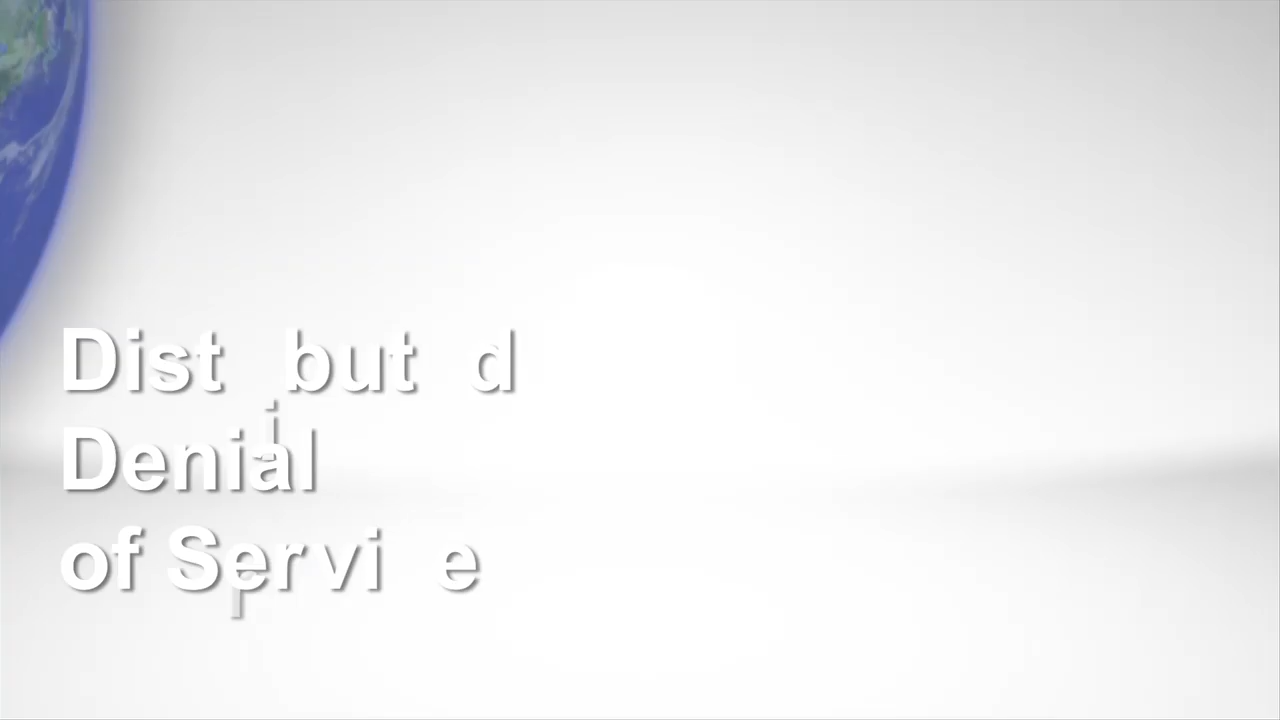 Dist but d
i
Denial
of Servi e
r